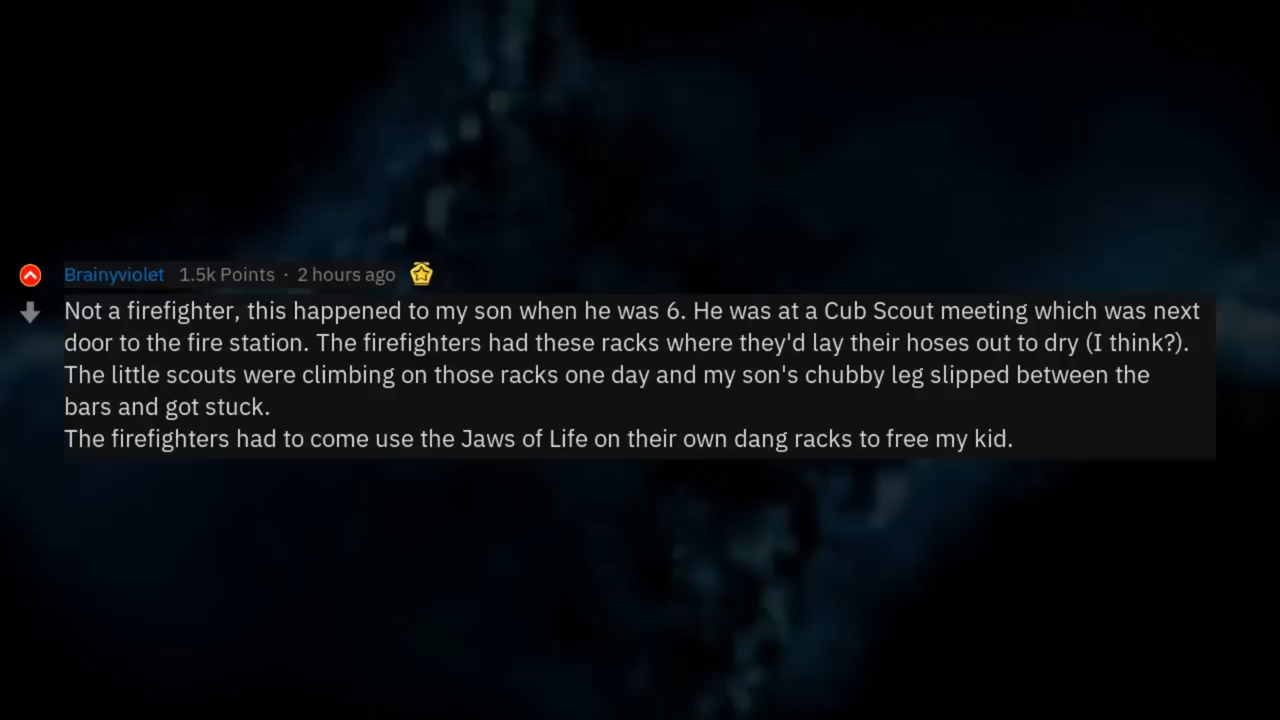 Brainyviolet 1.5k Points · 2 hours ago
Not a firefighter, this happened to my son when he was 6. He was at a Cub Scout meeting which was next
door to the fire station. The firefighters had these racks where they'd lay their hoses out to dry (I think?).
The little scouts were climbing on those racks one day and my son's chubby leg slipped between the
bars and got stuck.
The firefighters had to come use the Jaws of Life on their own dang racks to free my kid.